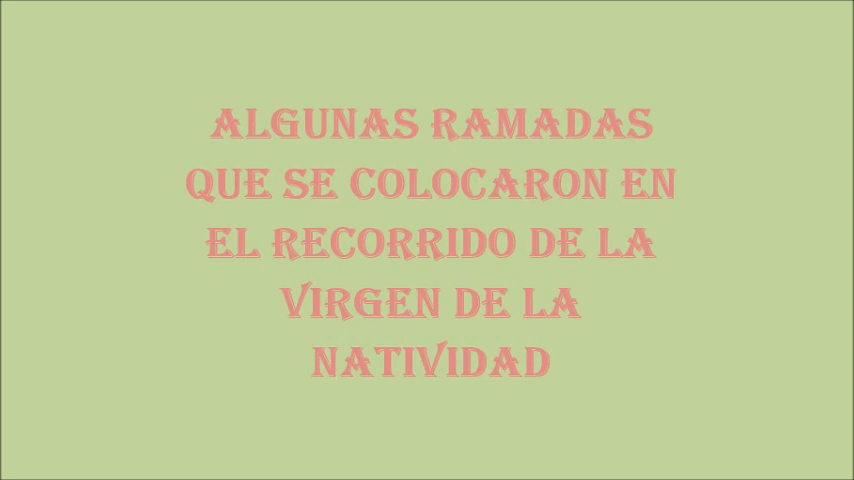 ALGUNAS RAMADAS
QUE SE COLOCARON EN
EL RECORRIDO DE LA
VIRGEN DE LA
NATIVIDAD